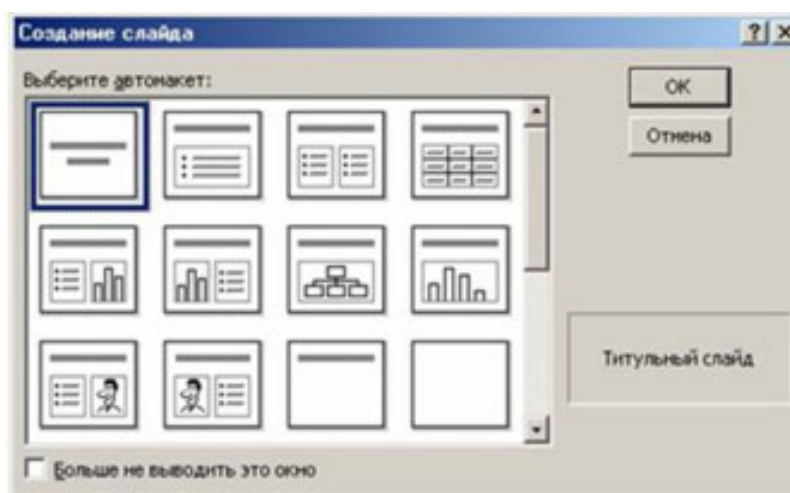 Создание слайда
Выберите автомакет:
OK
Отмена
Титульный слайд
Больше не выводить это окно